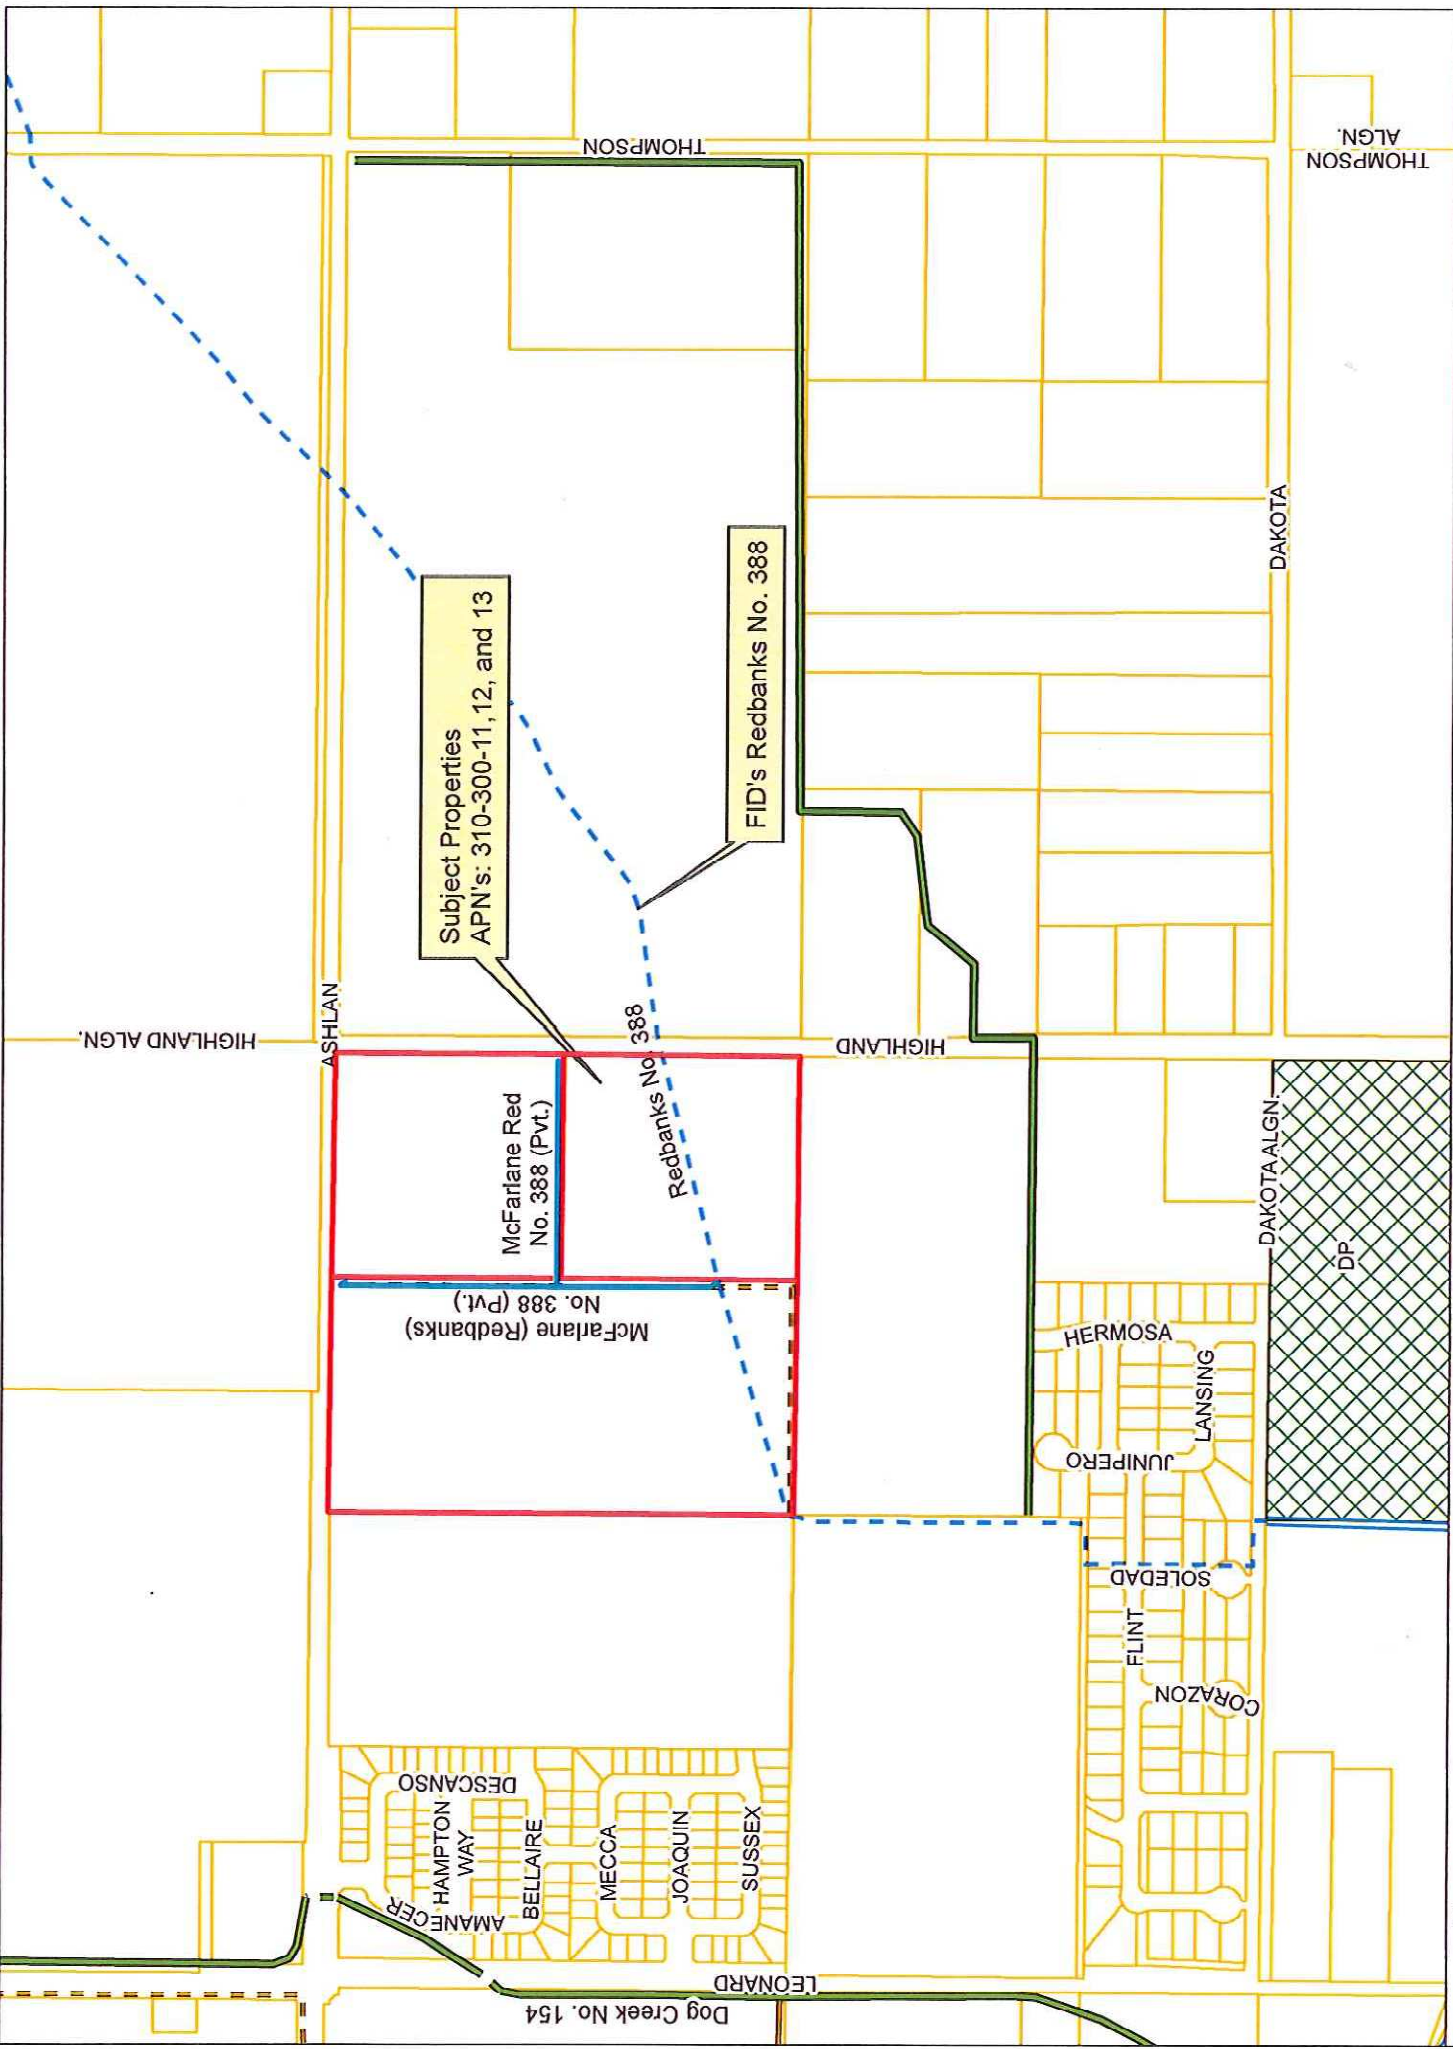 THOMPSON
THOMPSON
ALGN.
ASHLAN
HIGHLAND ALGN.
Subject Properties
APN's: 310-300-11, 12, and 13
FID's Redbanks No. 388
DAKOTA
Redbanks No. 388
HIGHLAND
McFarlane Red
No. 388 (Pvt.)
McFarlane (Redbanks)
No. 388 (Pvt.)
DAKOTA ALGN.
DP
HERMOSA
LANSING
JUNIPERO
SOLEDAD
FLINT
CORAZON
DESCANSO
HAMPTON
WAY
BELLAIRE
MECCA
JOAQUIN
SUSSEX
AMANECER
LEONARD
Dog Creek No. 154